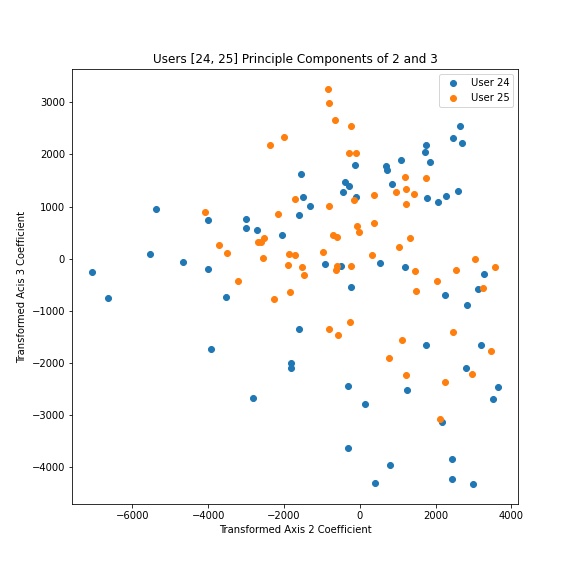 Users [24, 25] Principle Components of 2 and 3
User 24
User 25
3000
2000
1000
0
−1000
−2000
−3000
−4000
Transformed Acis 3 Coefficient
−6000
−4000
−2000
0
2000
4000
Transformed Axis 2 Coefficient